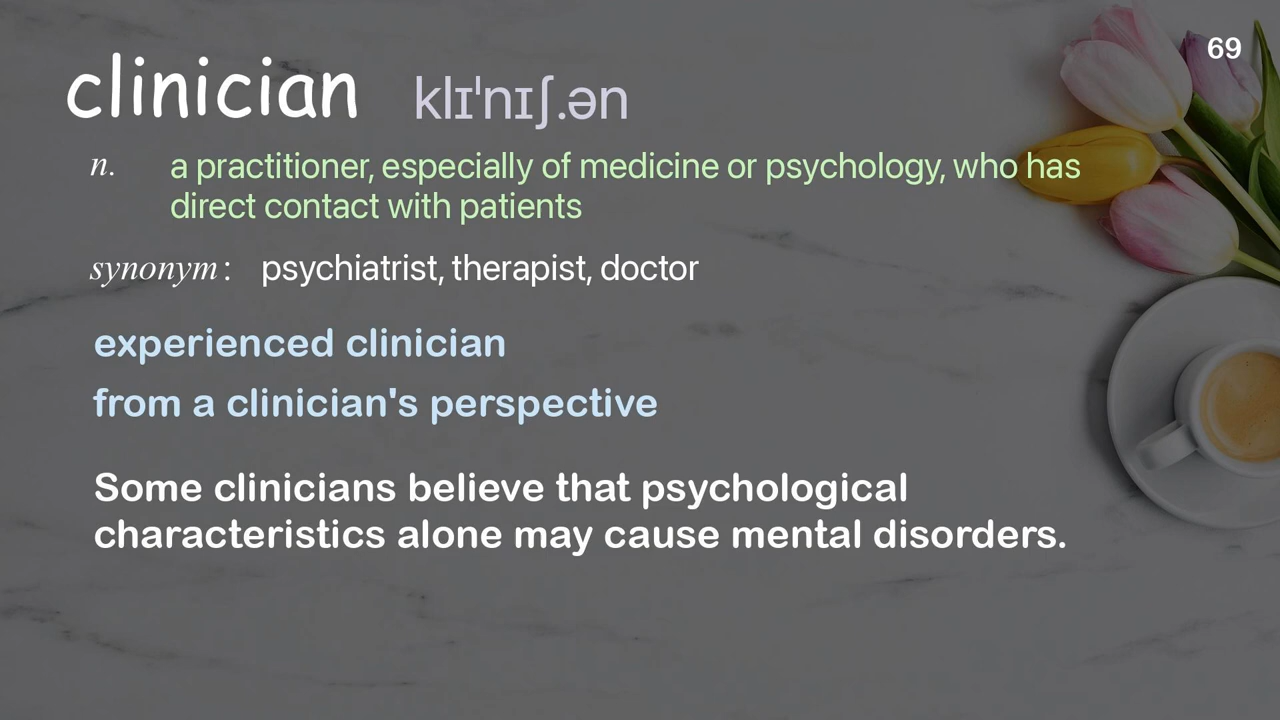 69
clinician klɪˈnɪʃ.ən
n. a practitioner, especially of medicine or psychology, who has
direct contact with patients
synonym: psychiatrist, therapist, doctor
experienced clinician
from a clinician's perspective
Some clinicians believe that psychological
characteristics alone may cause mental disorders.